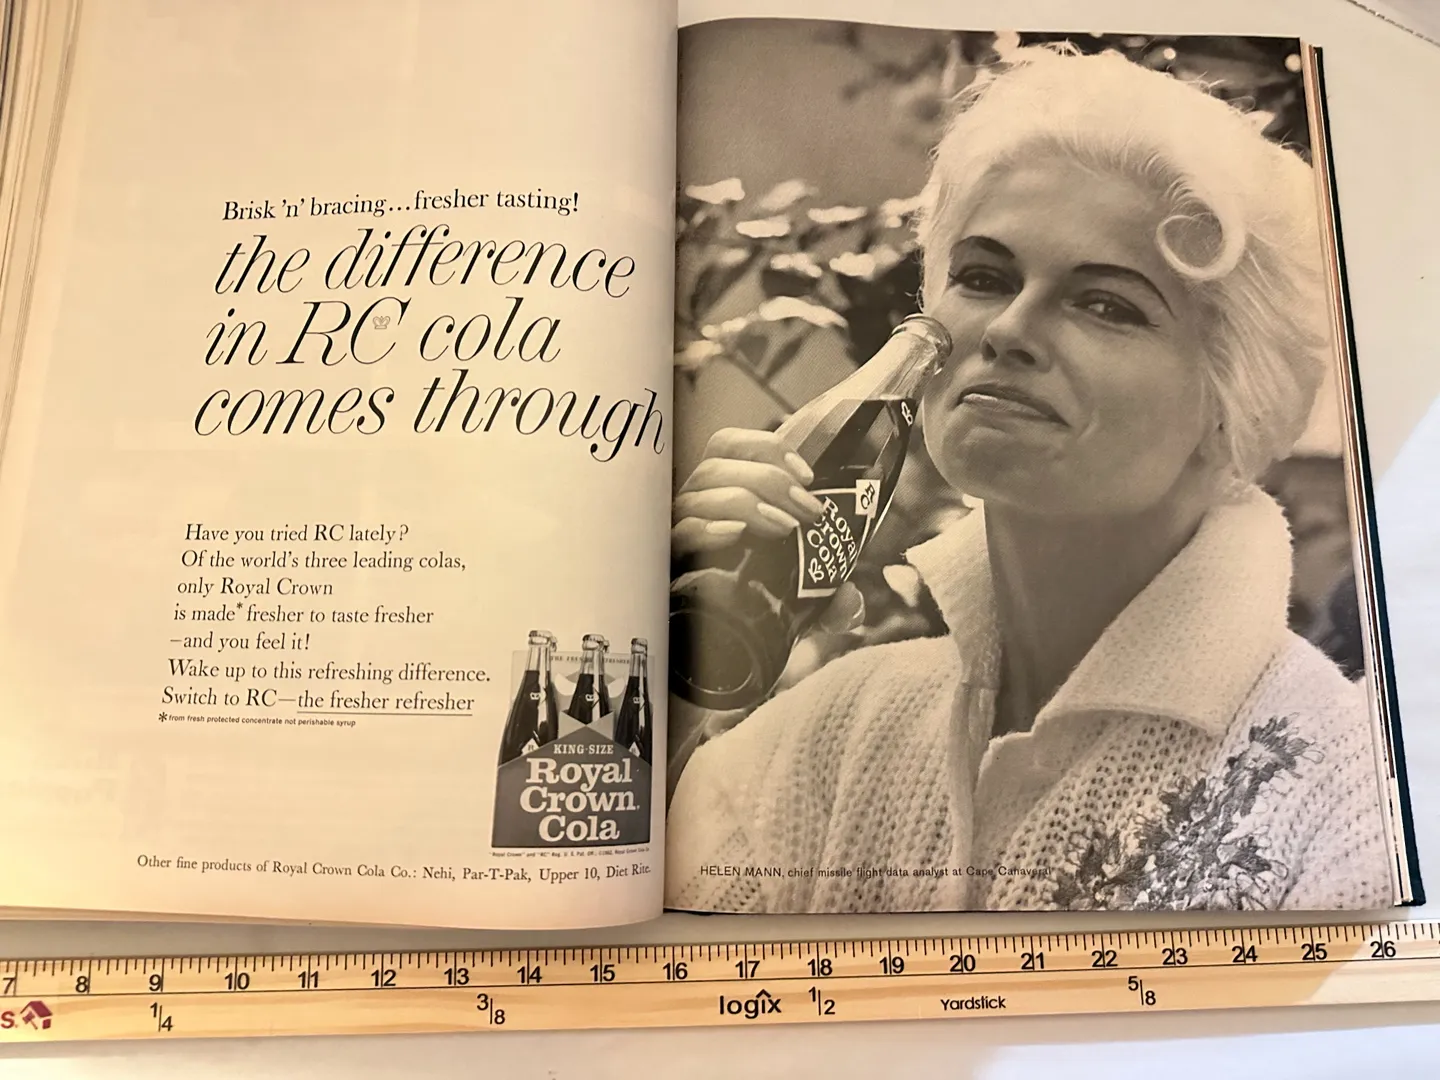 Brisk 'n' bracing...fresher tasting!
the difference
in RC cola
comes through
Have you tried RC lately?
Of the world's three leading colas,
only Royal Crown
is made* fresher to taste fresher
—and you feel it!
Wake up to this refreshing difference.
Switch to RC—the fresher refresher
*from fresh protected concentrate not perishable syrup
KING-SIZE
Royal
Crown
Cola
Other fine products of Royal Crown Cola Co.: Nehi, Par-T-Pak, Upper 10, Diet Rite.
Royal
Crown
Cola
HELEN MANN, chief missile flight data analyst at Cape Canaveral
7 8 9 10 11 12 13 14 15 16 17 18 19 20 21 22 23 24 25 26
S. 1/4 3/8 logix 1/2 Yardstick 5/8